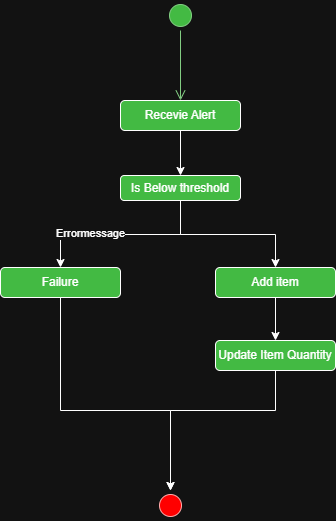 Recevie Alert
Is Below threshold
Errormessage
Failure
Add item
Update Item Quantity